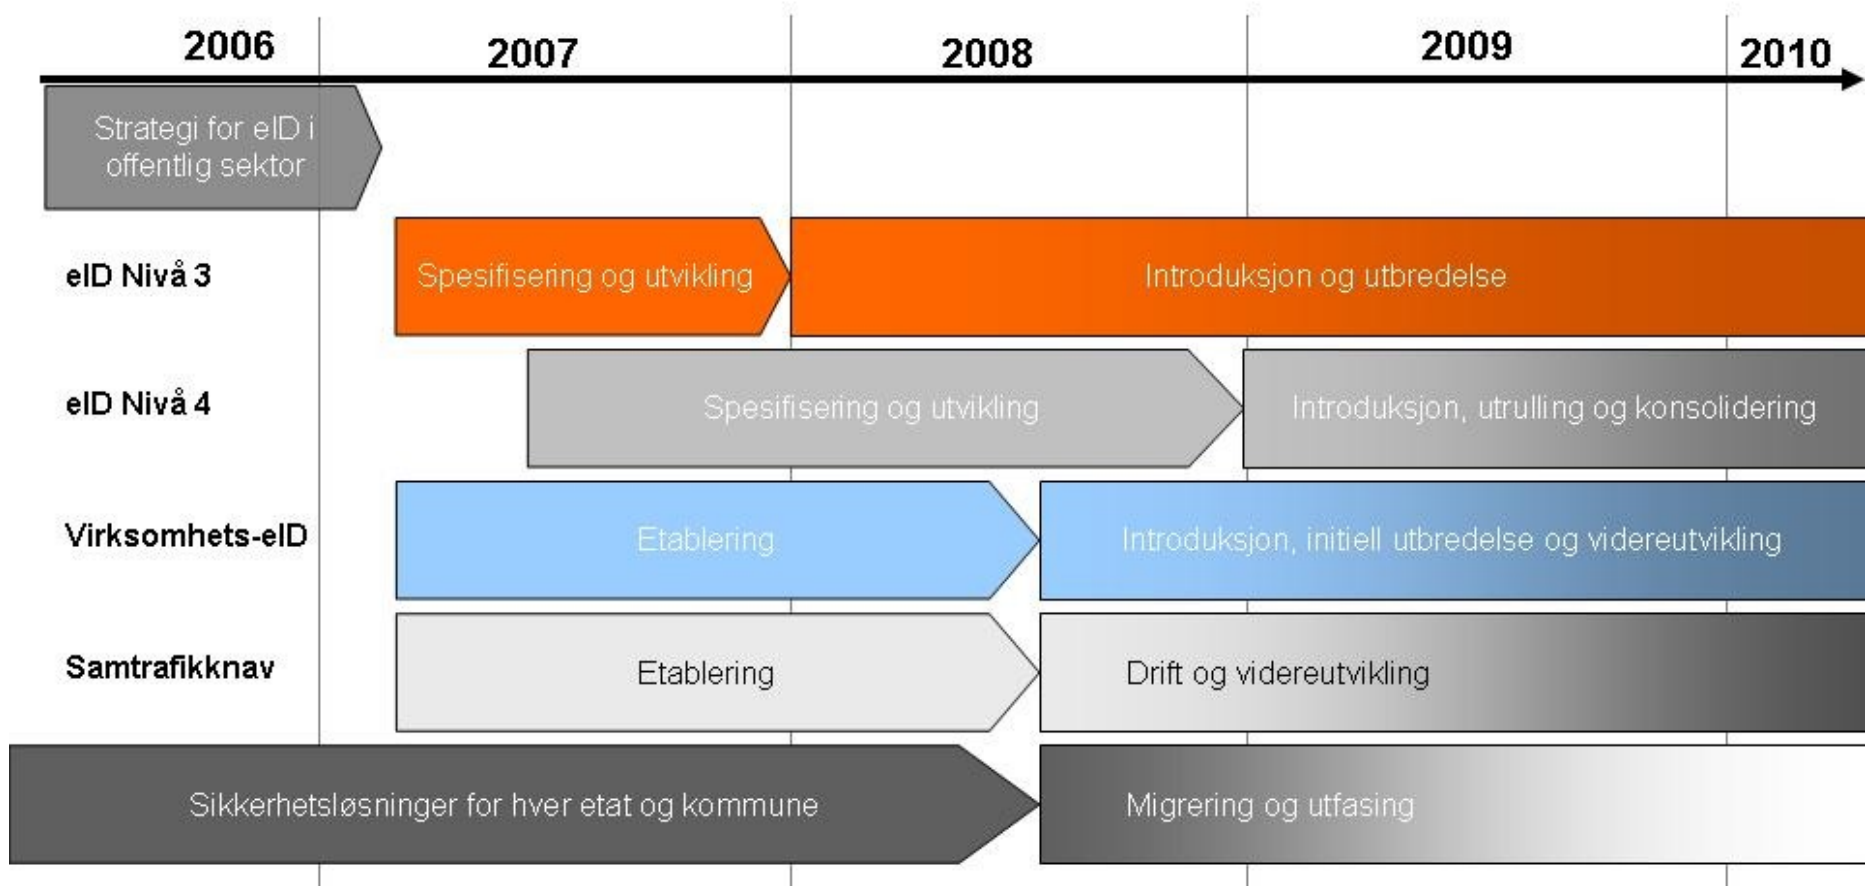 2006
2007
2008
2009
2010
Strategi for eID i
offentlig sektor
eID Nivå 3
Spesifisering og utvikling
Introduksjon og utbredelse
eID Nivå 4
Spesifisering og utvikling
Introduksjon, utrulling og konsolidering
Virksomhets-eID
Etablering
Introduksjon, initiell utbredelse og videreutvikling
Samtrafikknav
Etablering
Drift og videreutvikling
Sikkerhetsløsninger for hver etat og kommune
Migrering og utfasing